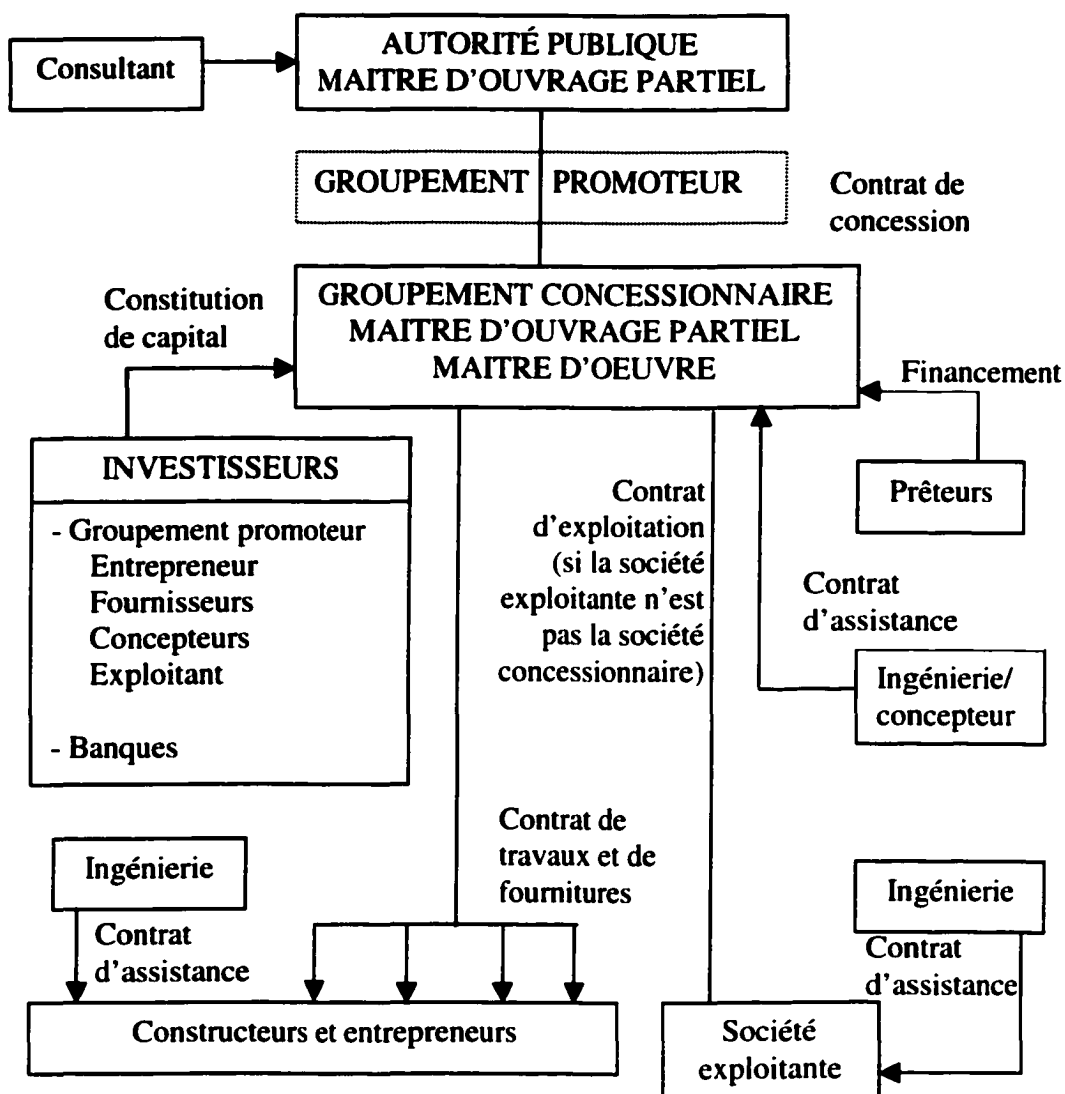 Consultant
AUTORITÉ PUBLIQUE
MAITRE D'OUVRAGE PARTIEL
GROUPEMENT PROMOTEUR
Contrat de
concession
Constitution
de capital
GROUPEMENT CONCESSIONNAIRE
MAITRE D'OUVRAGE PARTIEL
MAITRE D'OEUVRE
Financement
INVESTISSEURS
- Groupement promoteur
Entrepreneur
Fournisseurs
Concepteurs
Exploitant
- Banques
Contrat
d'exploitation
(si la société
exploitante n'est
pas la société
concessionnaire)
Prêteurs
Contrat
d'assistance
Ingénierie/
concepteur
Contrat de
travaux et de
fournitures
Ingénierie
Contrat
d'assistance
Constructeurs et entrepreneurs
Ingénierie
Contrat
d'assistance
Société
exploitante